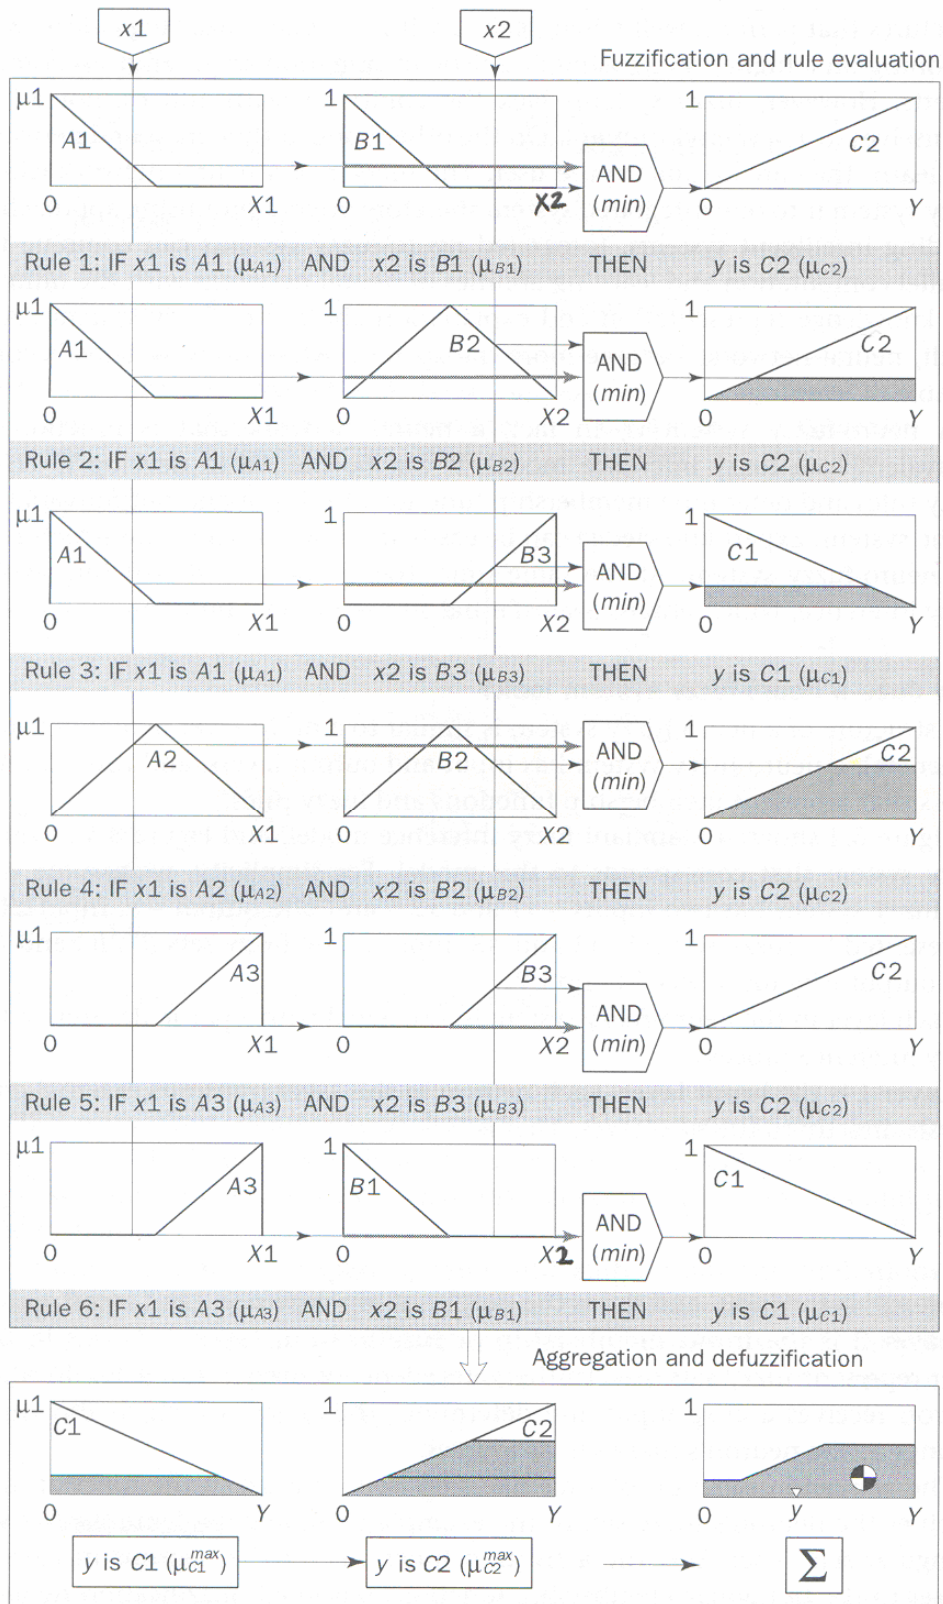 x1 x2
Fuzzification and rule evaluation
μ1 1 1
A1 B1 C2
AND
(min)
0 X1 0 X2 0 Y
Rule 1: IF x1 is A1 (μA1) AND x2 is B1 (μB1) THEN y is C2 (μC2)
μ1 1 1
A1 B2 C2
AND
(min)
0 X1 0 X2 0 Y
Rule 2: IF x1 is A1 (μA1) AND x2 is B2 (μB2) THEN y is C2 (μC2)
μ1 1 1
A1 B3 C1
AND
(min)
0 X1 0 X2 0 Y
Rule 3: IF x1 is A1 (μA1) AND x2 is B3 (μB3) THEN y is C1 (μC1)
μ1 1 1
A2 B2 C2
AND
(min)
0 X1 0 X2 0 Y
Rule 4: IF x1 is A2 (μA2) AND x2 is B2 (μB2) THEN y is C2 (μC2)
μ1 1 1
A3 B3 C2
AND
(min)
0 X1 0 X2 0 Y
Rule 5: IF x1 is A3 (μA3) AND x2 is B3 (μB3) THEN y is C2 (μC2)
μ1 1 1
A3 B1 C1
AND
(min)
0 X1 0 X2 0 Y
Rule 6: IF x1 is A3 (μA3) AND x2 is B1 (μB1) THEN y is C1 (μC1)
Aggregation and defuzzification
μ1 1 1
C1 C2
0 Y 0 Y 0 y Y
y is C1 (μC1max) y is C2 (μC2max) Σ